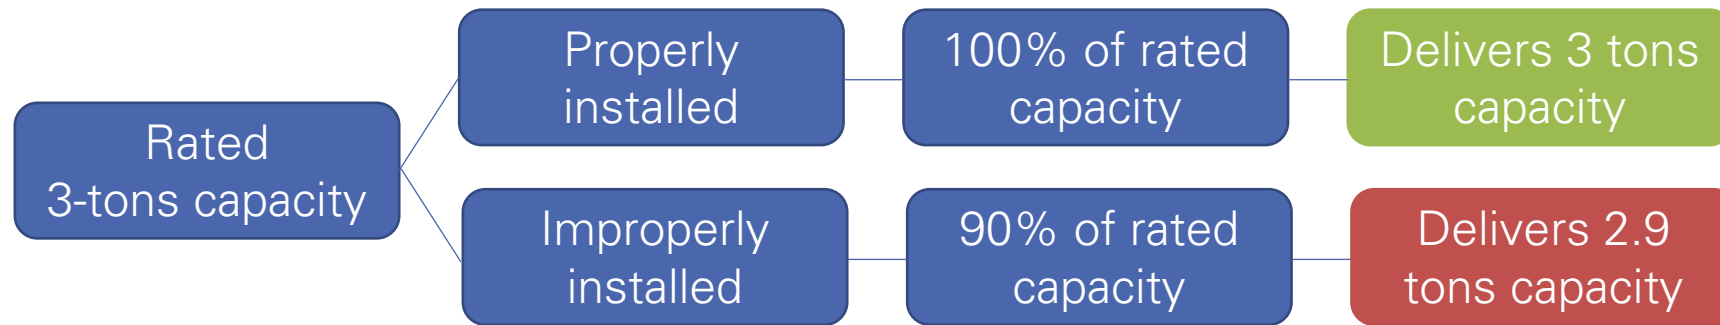 Rated
3-tons capacity
Properly
installed
100% of rated
capacity
Delivers 3 tons
capacity
Improperly
installed
90% of rated
capacity
Delivers 2.9
tons capacity